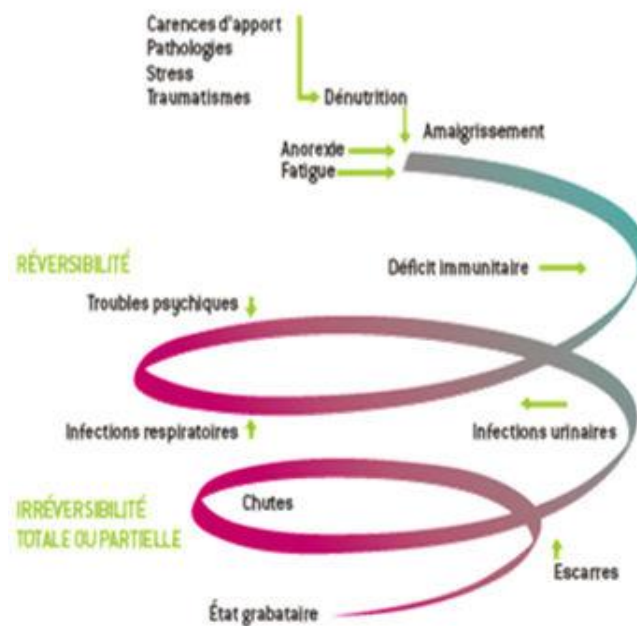 Carences d'apport
Pathologies
Stress
Traumatismes
Dénutrition
Amaigrissement
Anorexie
Fatigue
RÉVERSIBILITÉ
Déficit immunitaire
Troubles psychiques
Infections respiratoires
Infections urinaires
IRRÉVERSIBILITÉ
TOTALE OU PARTIELLE
Chutes
Escarres
État grabataire